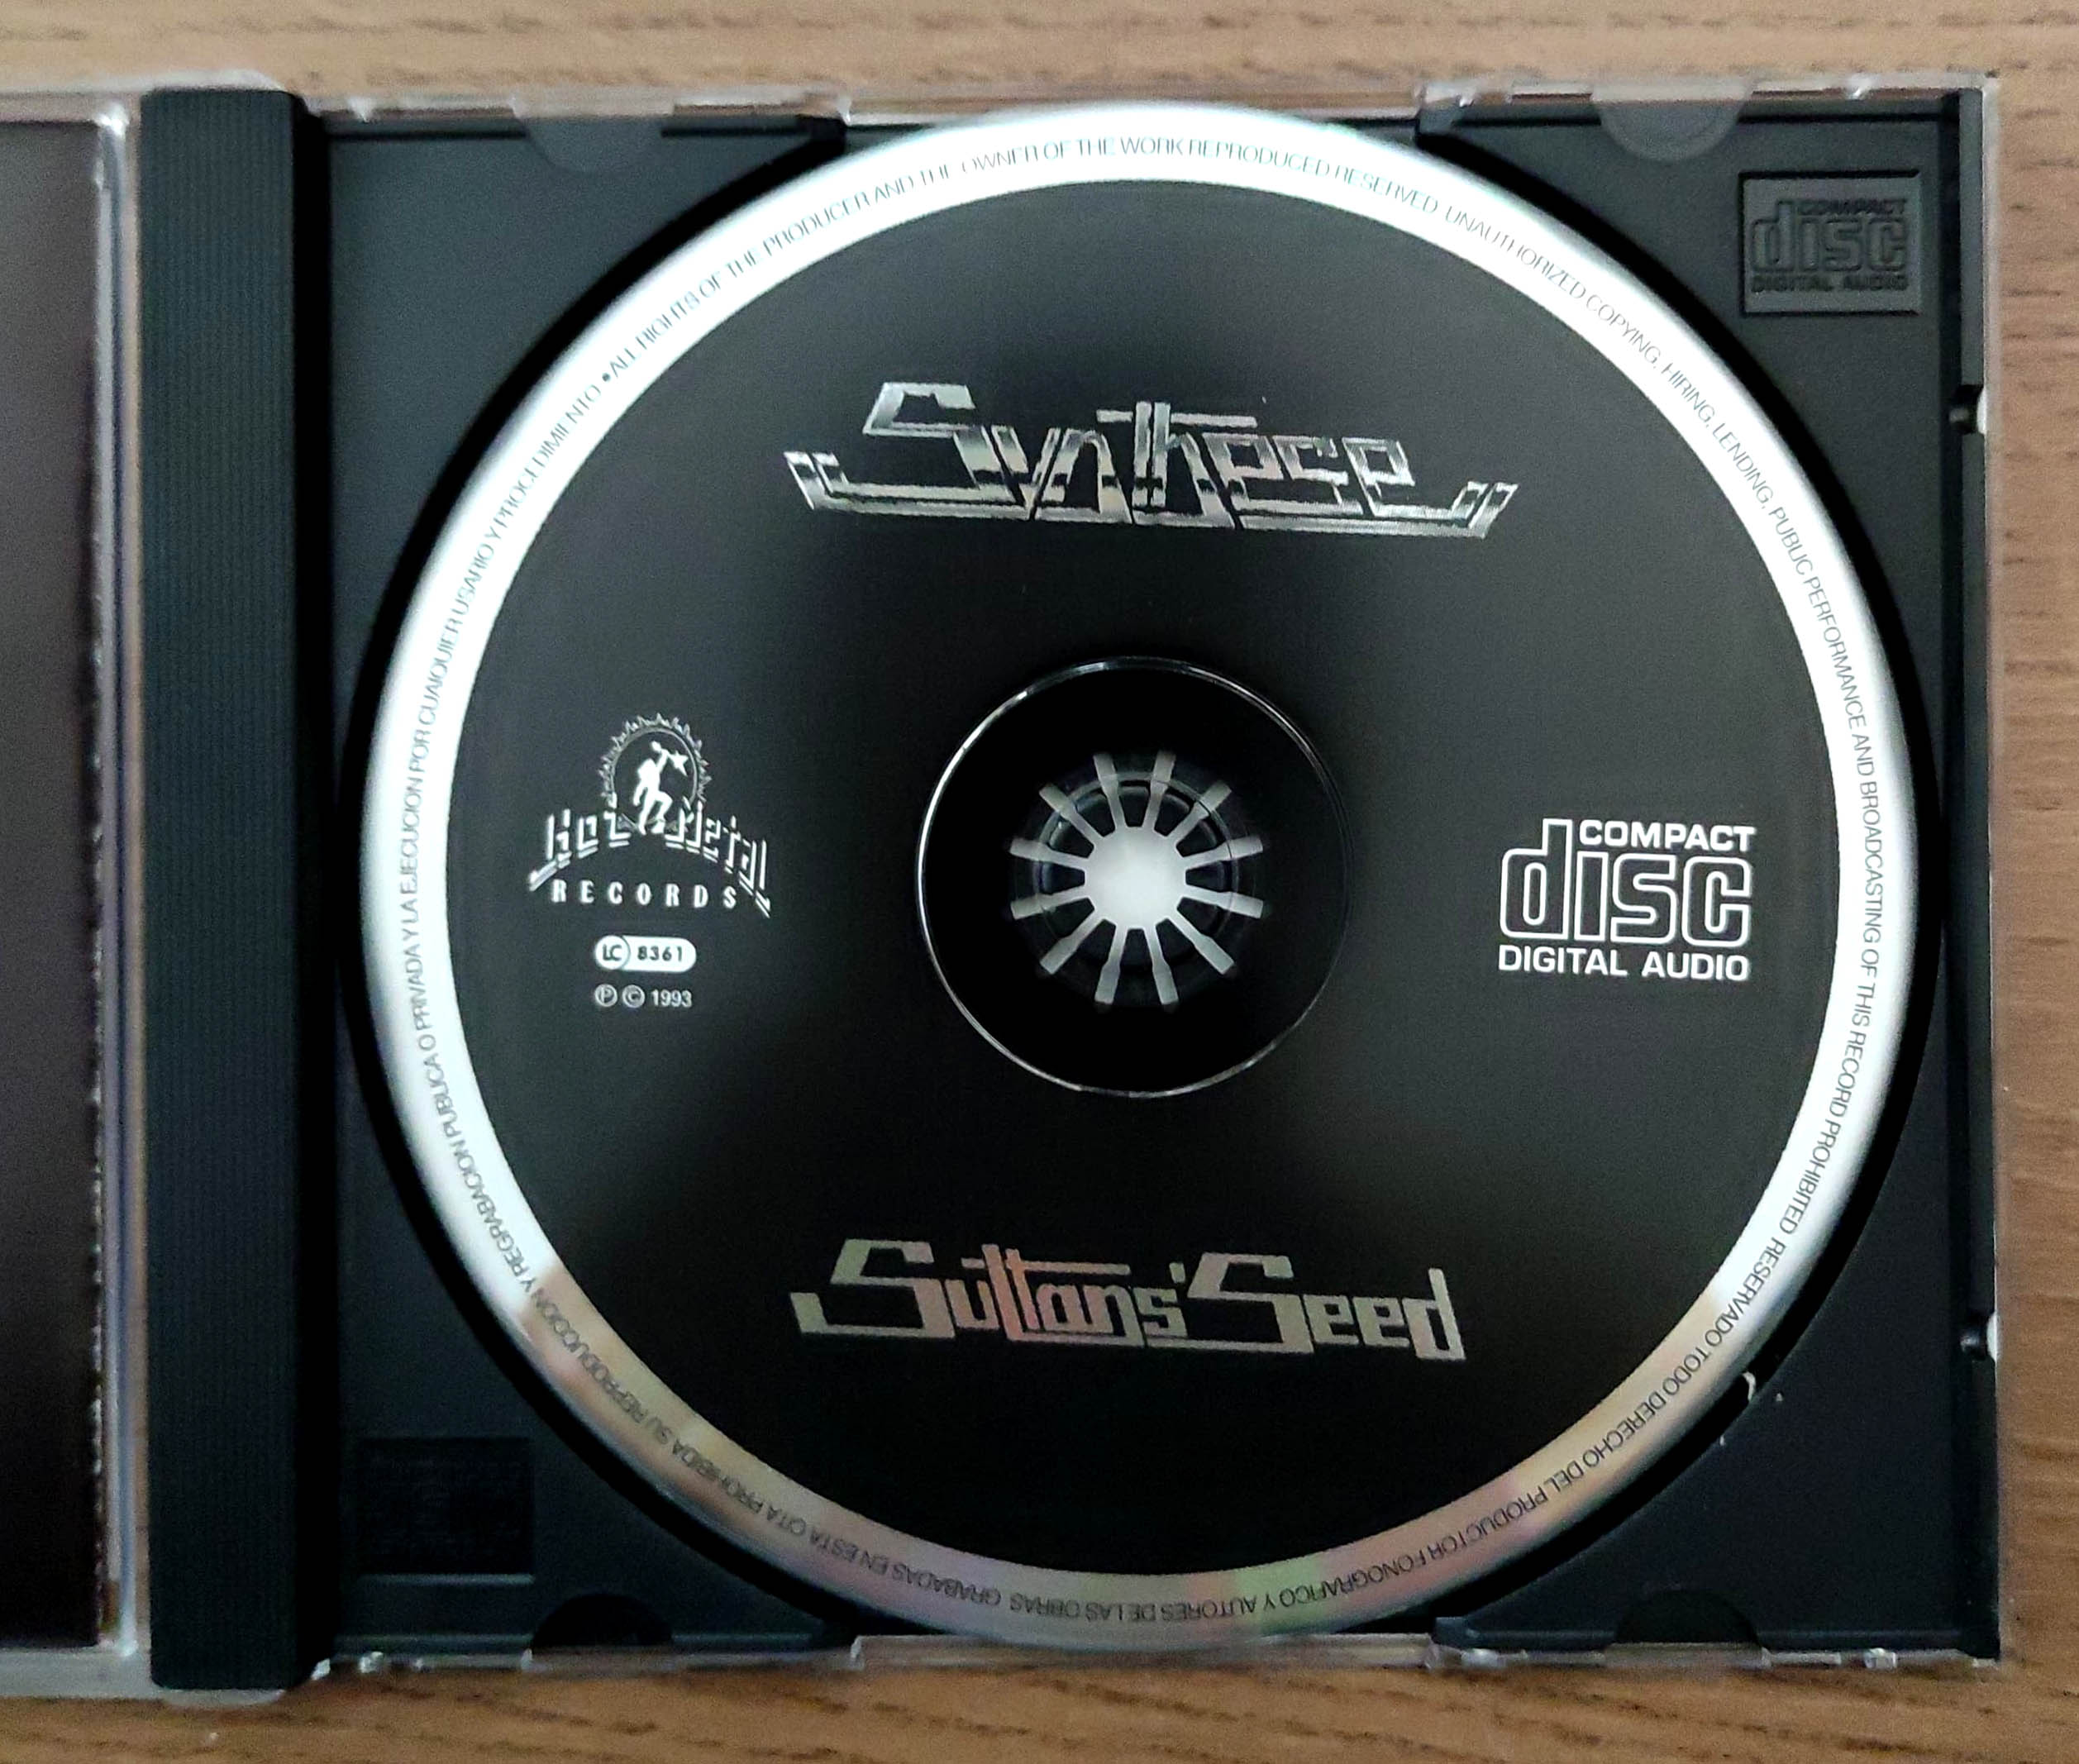 • ALL RIGHTS OF THE PRODUCER AND THE OWNER OF THE WORK REPRODUCED RESERVED. UNAUTHORIZED COPYING, HIRING, LENDING, PUBLIC PERFORMANCE AND BROADCASTING OF THIS RECORD PROHIBITED RESERVADO TODO DERECHO DEL PRODUCTOR FONOGRAFICO Y AUTORES DE LAS OBRAS GRABADAS EN ESTA CITA PROHIBIDA SU REPRODUCCION Y REGRABACION PUBLICA O PRIVADA Y LA EJECUCION POR CUALQUIER USARIO Y PROCEDIMIENTO
COMPACT
disc
DIGITAL AUDIO
Synthese
Hot Metal
RECORDS
LC 8361
Ⓟ © 1993
COMPACT
disc
DIGITAL AUDIO
Sultans' Seed